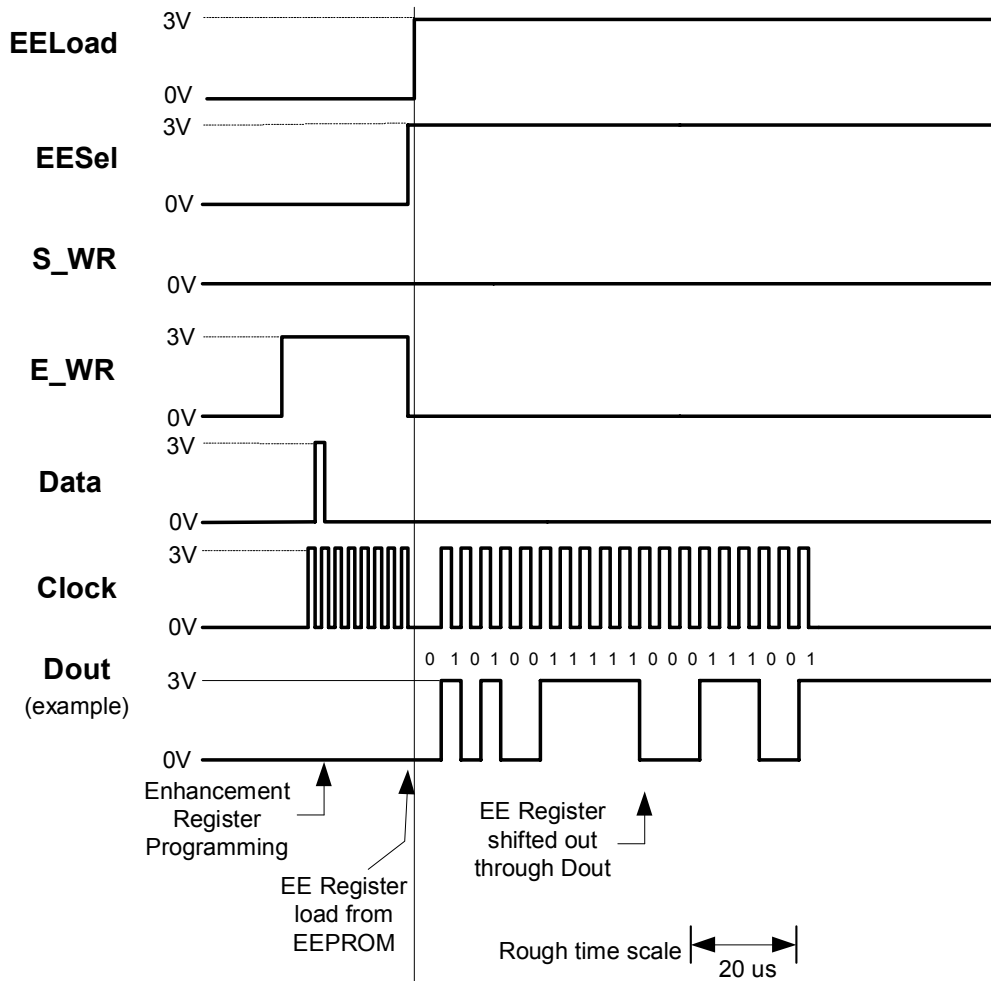 3V
EELoad
0V
3V
EESel
0V
S_WR
0V
3V
E_WR
0V
3V
Data
0V
3V
Clock
0V
0 1 0 1 0 0 1 1 1 1 1 0 0 0 1 1 1 0 0 1
Dout
3V
(example)
0V
Enhancement
Register
Programming
EE Register
shifted out
through Dout
EE Register
load from
EEPROM
Rough time scale
20 us